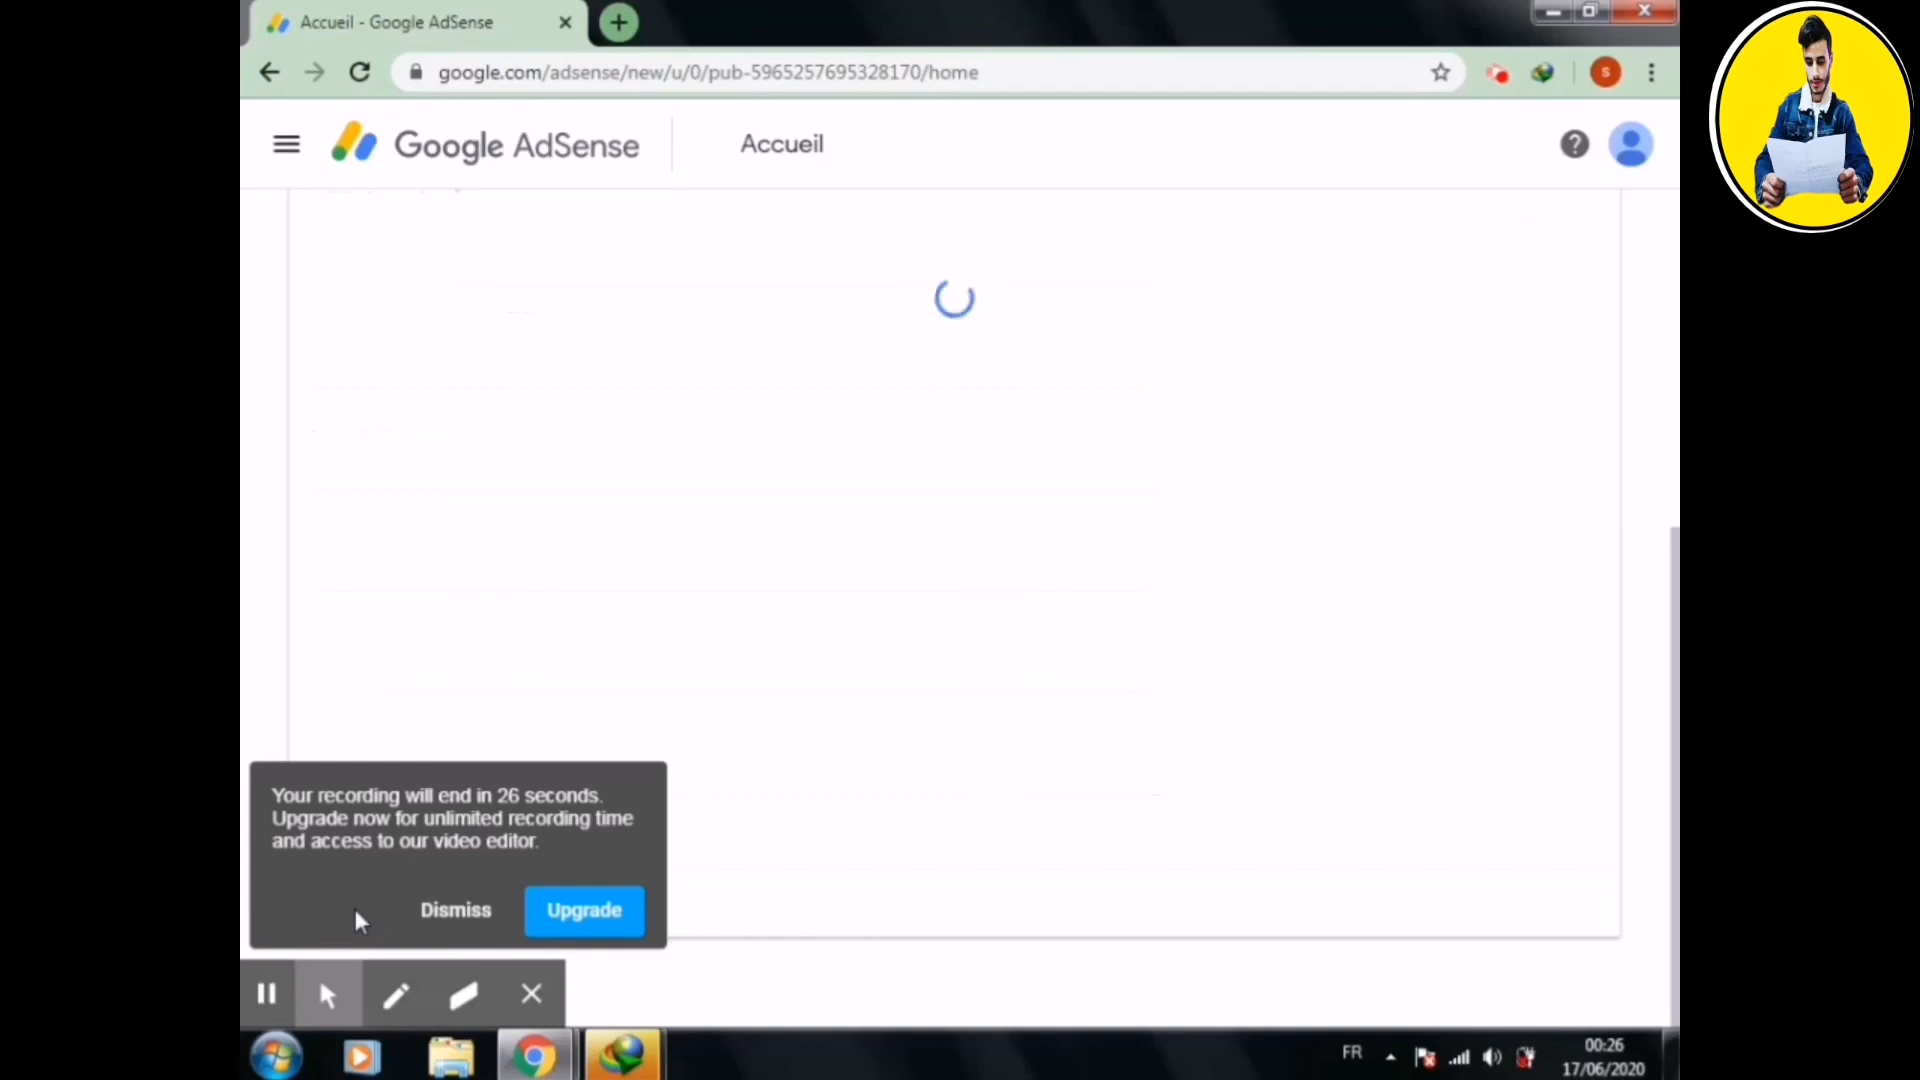 Accueil - Google AdSense
google.com/adsense/new/u/0/pub-5965257695328170/home
S
Google AdSense
Accueil
Your recording will end in 26 seconds.
Upgrade now for unlimited recording time
and access to our video editor.
Dismiss
Upgrade
FR
00:26
17/06/2020